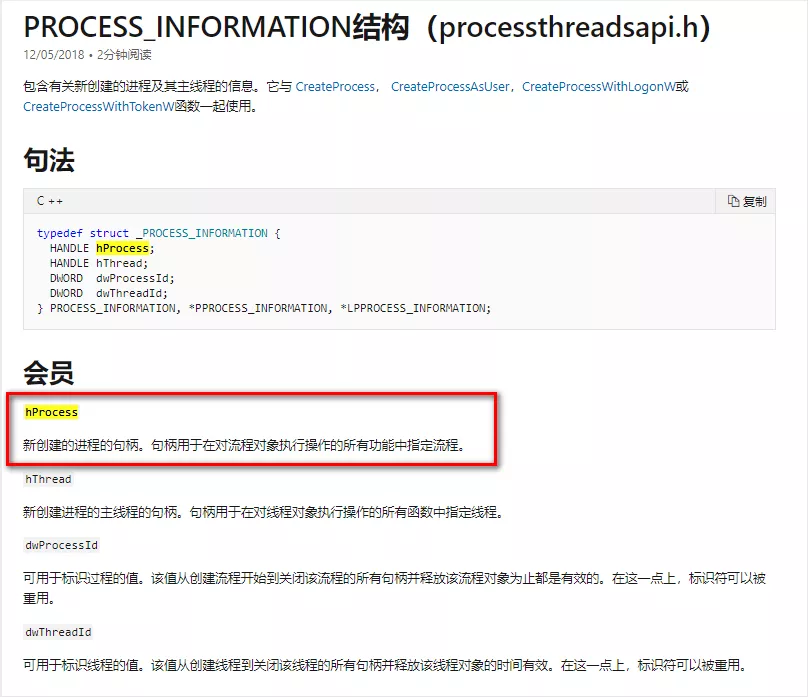 PROCESS_INFORMATION结构（processthreadsapi.h）
12/05/2018 • 2分钟阅读
包含有关新创建的进程及其主线程的信息。它与 CreateProcess， CreateProcessAsUser，CreateProcessWithLogonW或
CreateProcessWithTokenW函数一起使用。
句法
C ++
复制
typedef struct _PROCESS_INFORMATION {
  HANDLE hProcess;
  HANDLE hThread;
  DWORD  dwProcessId;
  DWORD  dwThreadId;
} PROCESS_INFORMATION, *PPROCESS_INFORMATION, *LPPROCESS_INFORMATION;
会员
hProcess
新创建的进程的句柄。句柄用于在对流程对象执行操作的所有功能中指定流程。
hThread
新创建进程的主线程的句柄。句柄用于在对线程对象执行操作的所有函数中指定线程。
dwProcessId
可用于标识过程的值。该值从创建流程开始到关闭该流程的所有句柄并释放该流程对象为止都是有效的。在这一点上，标识符可以被
重用。
dwThreadId
可用于标识线程的值。该值从创建线程到关闭该线程的所有句柄并释放该线程对象的时间有效。在这一点上，标识符可以被重用。